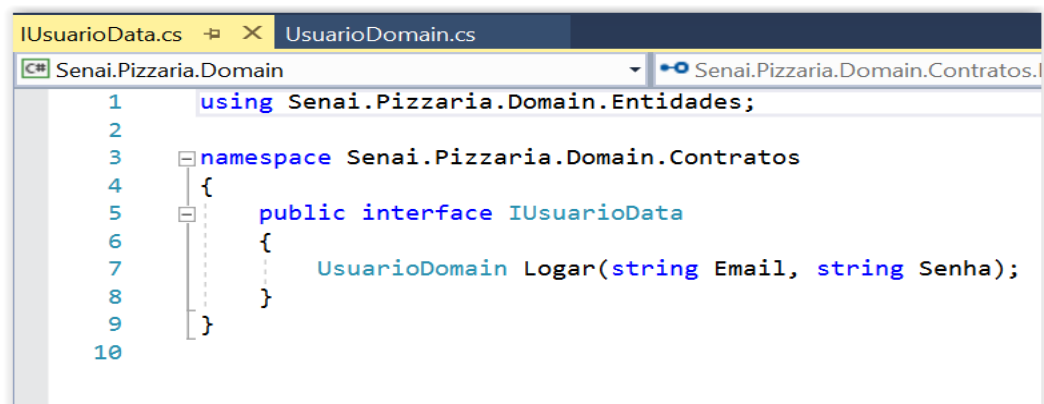 IUsuarioData.cs UsuarioDomain.cs
C# Senai.Pizzaria.Domain Senai.Pizzaria.Domain.Contratos.
1 using Senai.Pizzaria.Domain.Entidades;
2
3 namespace Senai.Pizzaria.Domain.Contratos
4 {
5 public interface IUsuarioData
6 {
7 UsuarioDomain Logar(string Email, string Senha);
8 }
9 }
10